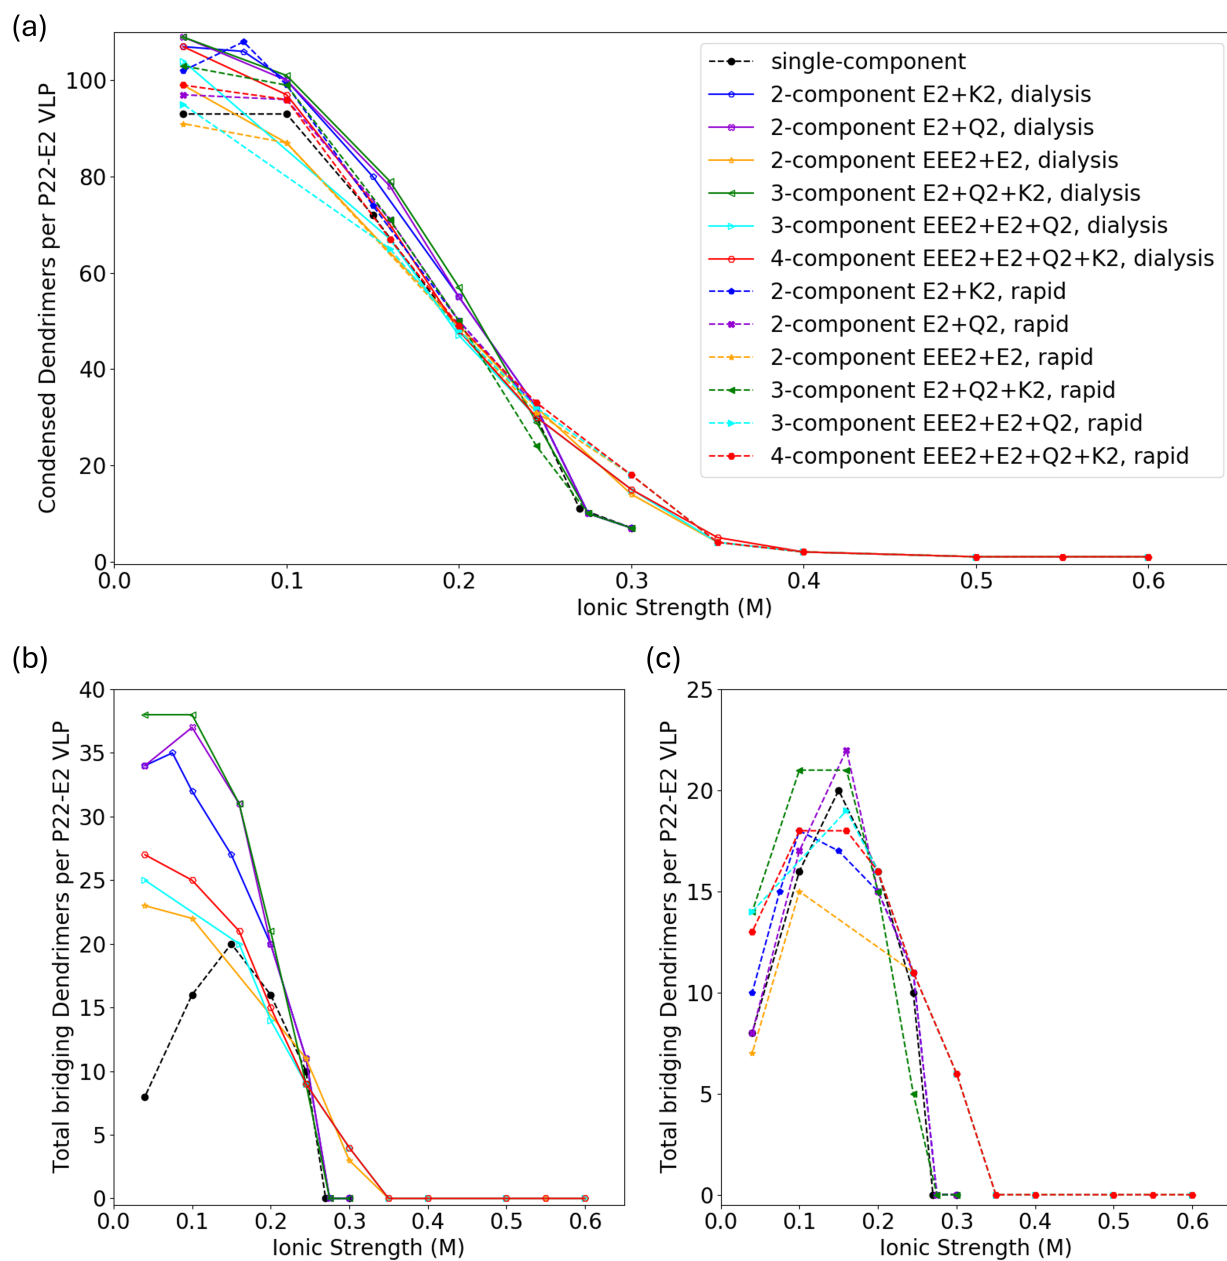 (a)
Condensed Dendrimers per P22-E2 VLP
100
80
60
40
20
0
0.0
0.1
0.2
0.3
0.4
0.5
0.6
Ionic Strength (M)
single-component
2-component E2+K2, dialysis
2-component E2+Q2, dialysis
2-component EEE2+E2, dialysis
3-component E2+Q2+K2, dialysis
3-component EEE2+E2+Q2, dialysis
4-component EEE2+E2+Q2+K2, dialysis
2-component E2+K2, rapid
2-component E2+Q2, rapid
2-component EEE2+E2, rapid
3-component E2+Q2+K2, rapid
3-component EEE2+E2+Q2, rapid
4-component EEE2+E2+Q2+K2, rapid
(b)
Total bridging Dendrimers per P22-E2 VLP
40
35
30
25
20
15
10
5
0
0.0
0.1
0.2
0.3
0.4
0.5
0.6
Ionic Strength (M)
(c)
Total bridging Dendrimers per P22-E2 VLP
25
20
15
10
5
0
0.0
0.1
0.2
0.3
0.4
0.5
0.6
Ionic Strength (M)